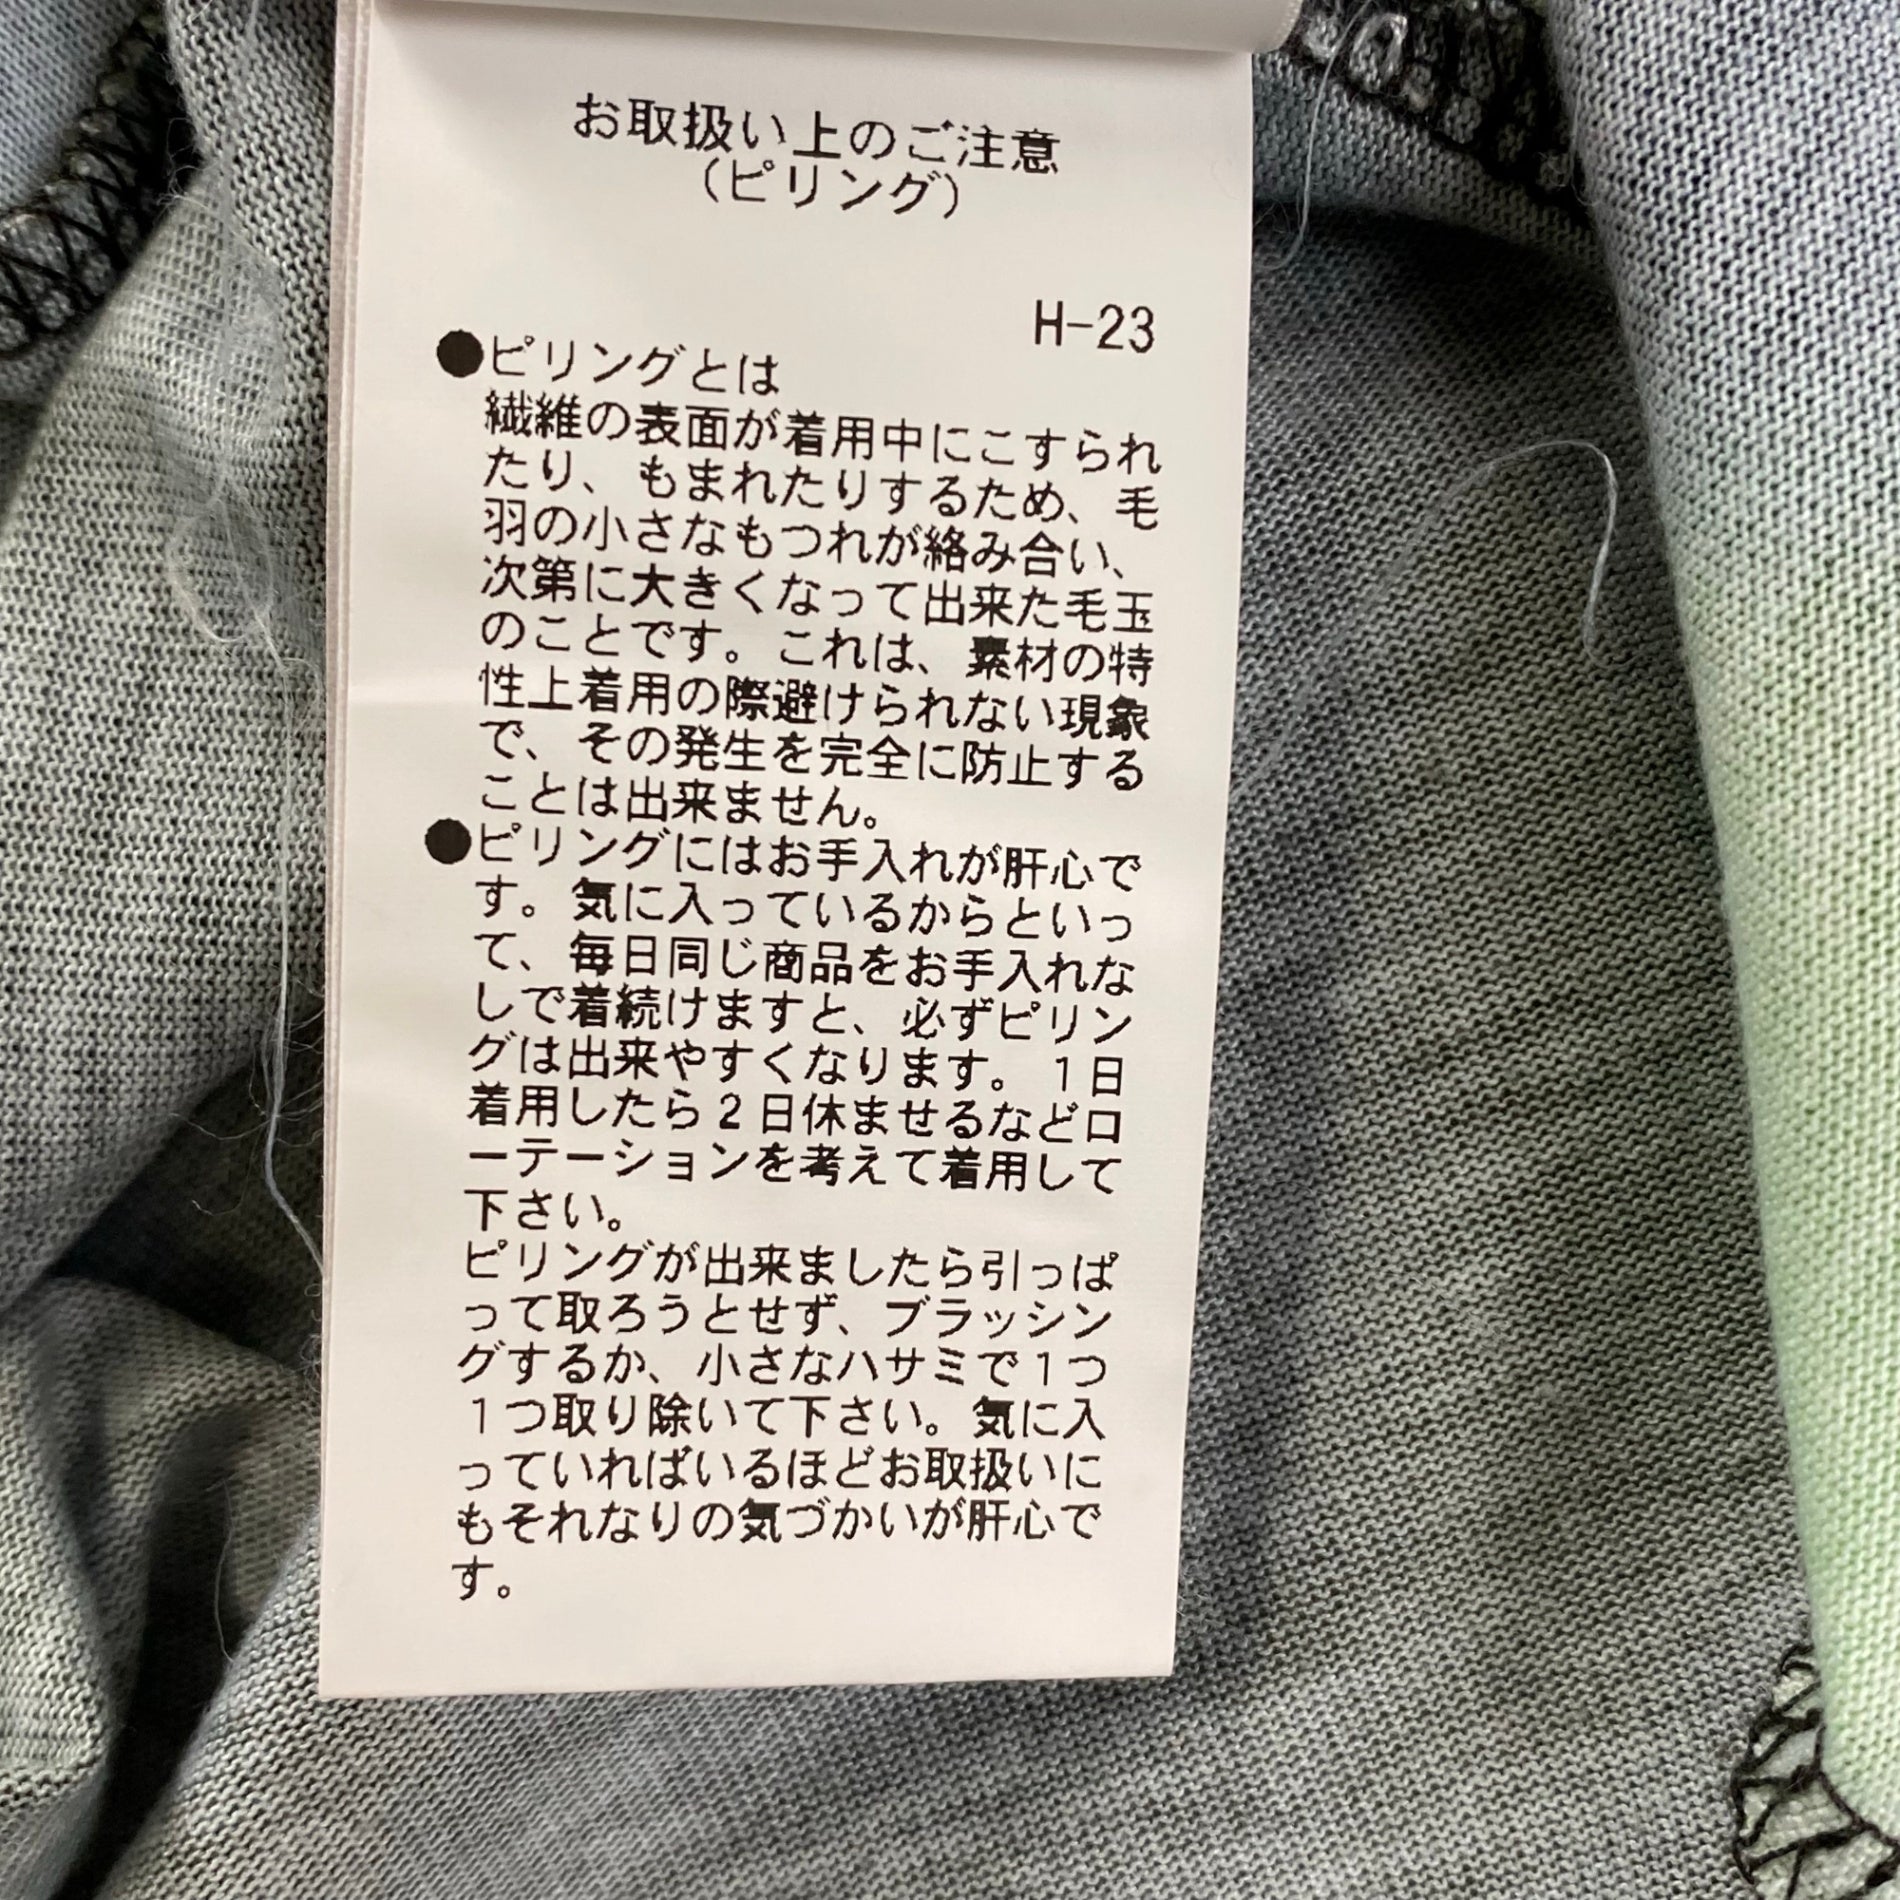 お取扱い上のご注意
(ピリング)
H-23
●ピリングとは
繊維の表面が着用中にこすられ
たり、もまれたりするため、毛
羽の小さなもつれが絡み合い、
次第に大きくなって出来た毛玉
のことです。これは、素材の特
性上着用の際避けられない現象
で、その発生を完全に防止する
ことは出来ません。
●ピリングにはお手入れが肝心で
す。気に入っているからといっ
て、毎日同じ商品をお手入れな
しで着続けますと、必ずピリン
グは出来やすくなります。1日
着用したら2日休ませるなどロ
ーテーションを考えて着用して
下さい。
ピリングが出来ましたら引っぱ
って取ろうとせず、ブラッシン
グするか、小さなハサミで1つ
1つ取り除いて下さい。気に入
っていればいるほどお取扱いに
もそれなりの気づかいが肝心で
す。